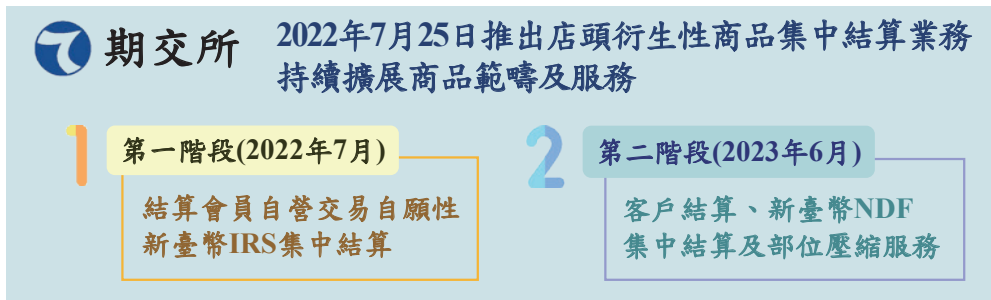 期交所
2022年7月25日推出店頭衍生性商品集中結算業務
持續擴展商品範疇及服務
1
第一階段(2022年7月)
結算會員自營交易自願性
新臺幣IRS集中結算
2
第二階段(2023年6月)
客戶結算、新臺幣NDF
集中結算及部位壓縮服務